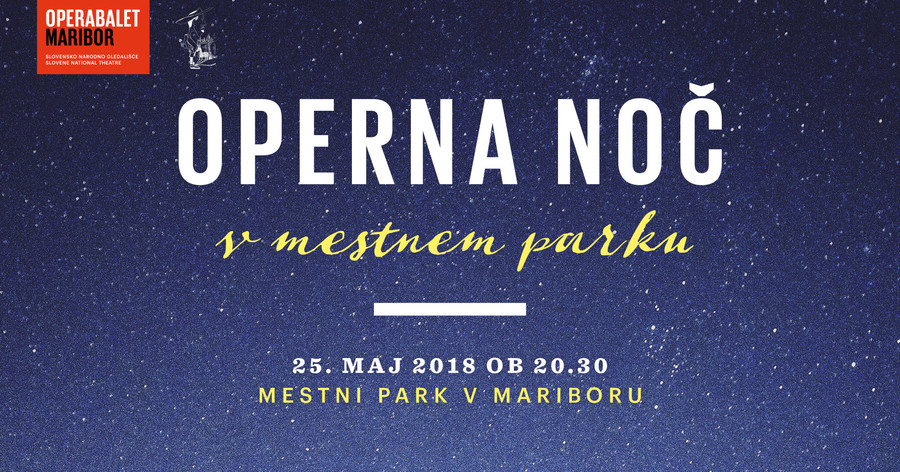 OPERABALET
MARIBOR
SLOVENSKO NARODNO GLEDALIŠČE
SLOVENE NATIONAL THEATRE
OPERNA NOČ
v mestnem parku
25. MAJ 2018 OB 20.30
MESTNI PARK V MARIBORU